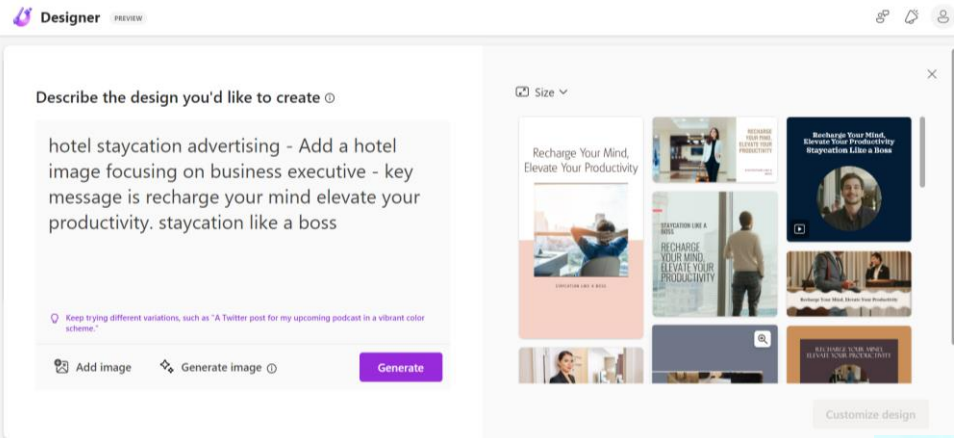 Designer PREVIEW
Describe the design you'd like to create
hotel staycation advertising - Add a hotel
image focusing on business executive - key
message is recharge your mind elevate your
productivity. staycation like a boss
Keep trying different variations, such as "A Twitter post for my upcoming podcast in a vibrant color
scheme."
Add image
Generate image
Generate
Size
Recharge Your Mind,
Elevate Your Productivity
STAYCATION LIKE A BOSS
RECHARGE
YOUR MIND,
ELEVATE YOUR
PRODUCTIVITY
STAYCATION LIKE A
BOSS
RECHARGE
YOUR MIND,
ELEVATE YOUR
PRODUCTIVITY
Recharge Your Mind,
Elevate Your Productivity
Staycation Like a Boss
Recharge Your Mind, Elevate Your Productivity
RECHARGE YOUR MIND,
ELEVATE YOUR PRODUCTIVITY
Customize design